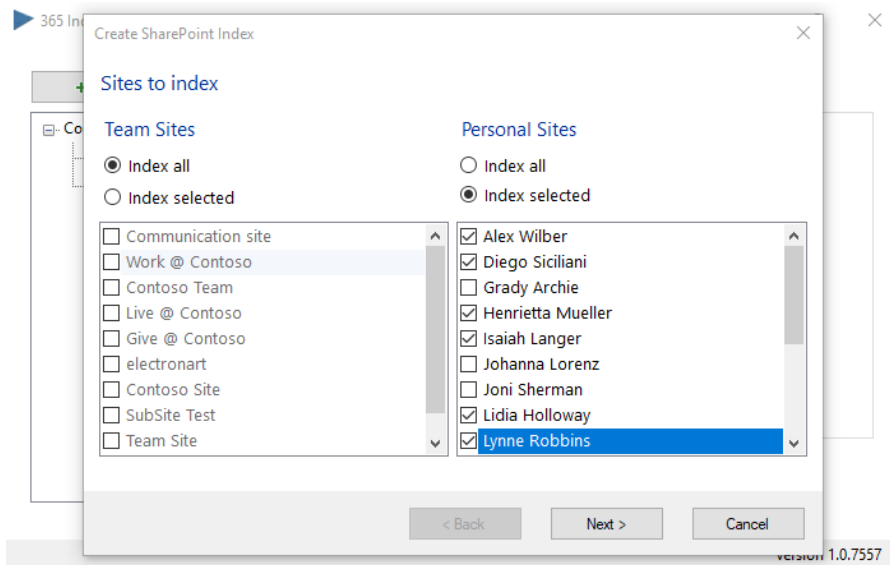 365 In
Create SharePoint Index
Sites to index
Team Sites
Index all
Index selected
Communication site
Work @ Contoso
Contoso Team
Live @ Contoso
Give @ Contoso
electronart
Contoso Site
SubSite Test
Team Site
Personal Sites
Index all
Index selected
Alex Wilber
Diego Siciliani
Grady Archie
Henrietta Mueller
Isaiah Langer
Johanna Lorenz
Joni Sherman
Lidia Holloway
Lynne Robbins
< Back
Next >
Cancel
Co
version 1.0.7557